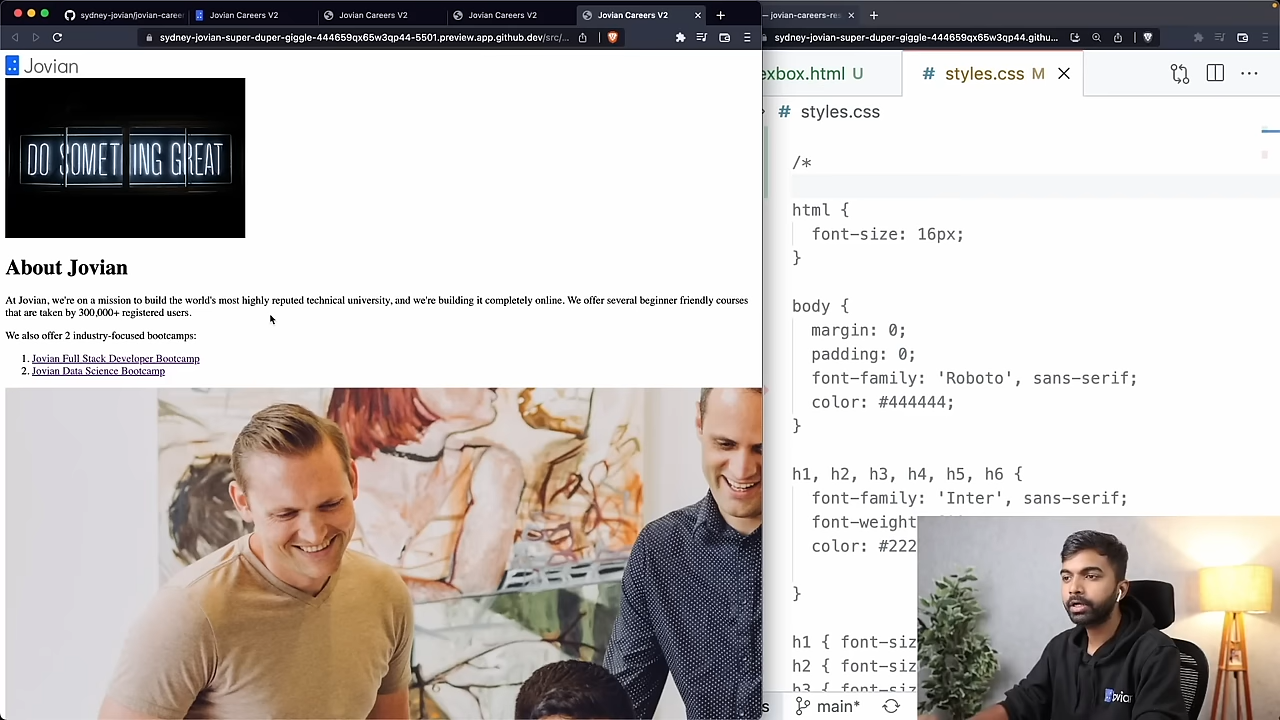 sydney-jovian/jovian-career
Jovian Careers V2
Jovian Careers V2
Jovian Careers V2
Jovian Careers V2
sydney-jovian-super-duper-giggle-444659qx65w3qp44-5501.preview.app.github.dev/src/...
Jovian
DO SOMETHING GREAT
About Jovian
At Jovian, we're on a mission to build the world's most highly reputed technical university, and we're building it completely online. We offer several beginner friendly courses
that are taken by 300,000+ registered users.
We also offer 2 industry-focused bootcamps:
1. Jovian Full Stack Developer Bootcamp
2. Jovian Data Science Bootcamp
— jovian-careers-res
sydney-jovian-super-duper-giggle-444659qx65w3qp44.githu...
exbox.html U
# styles.css M
...
# styles.css
/*
html {
font-size: 16px;
}
body {
margin: 0;
padding: 0;
font-family: 'Roboto', sans-serif;
color: #444444;
}
h1, h2, h3, h4, h5, h6 {
font-family: 'Inter', sans-serif;
font-weight
color: #222
}
h1 { font-siz
h2 { font-siz
h3 { font-siz
s
main*
Jovian